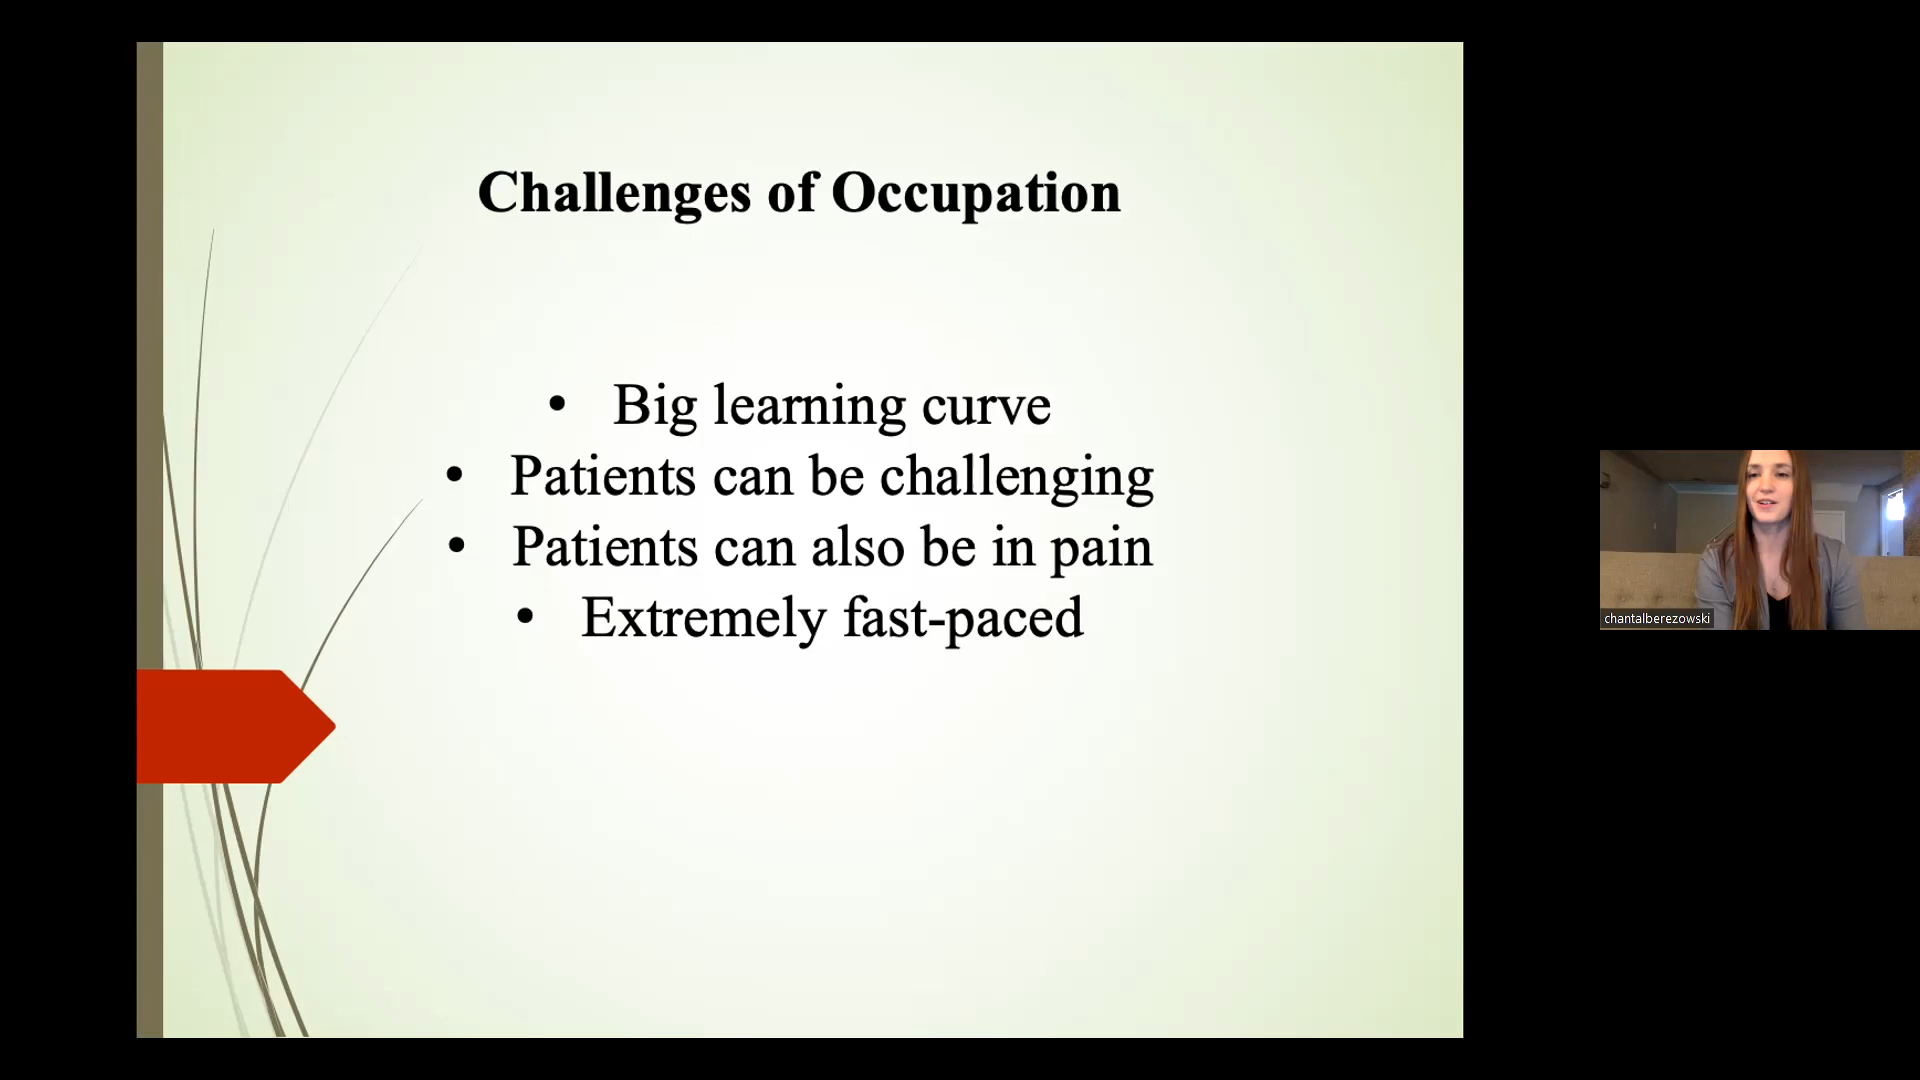 Challenges of Occupation
• Big learning curve
• Patients can be challenging
• Patients can also be in pain
• Extremely fast-paced
chantalberezowski